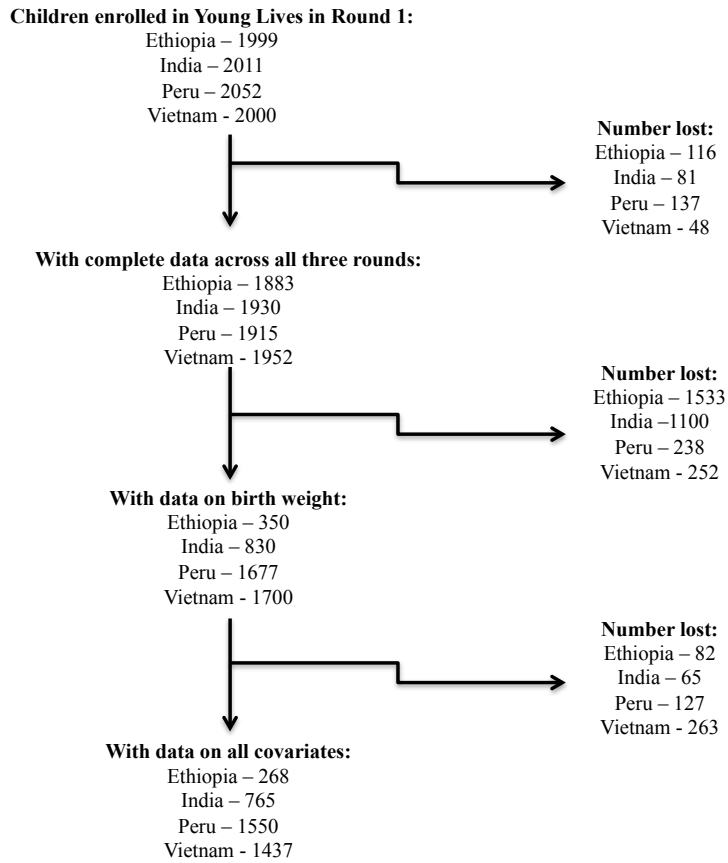 Children enrolled in Young Lives in Round 1:
Ethiopia – 1999
India – 2011
Peru – 2052
Vietnam - 2000
Number lost:
Ethiopia – 116
India – 81
Peru – 137
Vietnam - 48
With complete data across all three rounds:
Ethiopia – 1883
India – 1930
Peru – 1915
Vietnam - 1952
Number lost:
Ethiopia – 1533
India –1100
Peru – 238
Vietnam - 252
With data on birth weight:
Ethiopia – 350
India – 830
Peru – 1677
Vietnam - 1700
Number lost:
Ethiopia – 82
India – 65
Peru – 127
Vietnam - 263
With data on all covariates:
Ethiopia – 268
India – 765
Peru – 1550
Vietnam - 1437